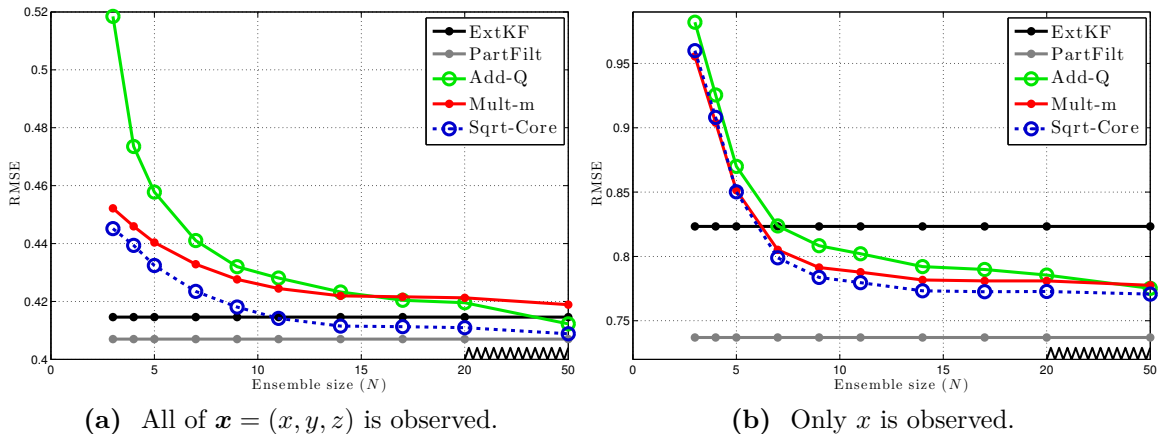 0.52
0.5
0.48
0.46
0.44
0.42
0.4
RMSE
0 5 10 15 20 50
Ensemble size (N)
ExtKF
PartFilt
Add-Q
Mult-m
Sqrt-Core
(a) All of x = (x, y, z) is observed.
0.95
0.9
0.85
0.8
0.75
RMSE
0 5 10 15 20 50
Ensemble size (N)
ExtKF
PartFilt
Add-Q
Mult-m
Sqrt-Core
(b) Only x is observed.